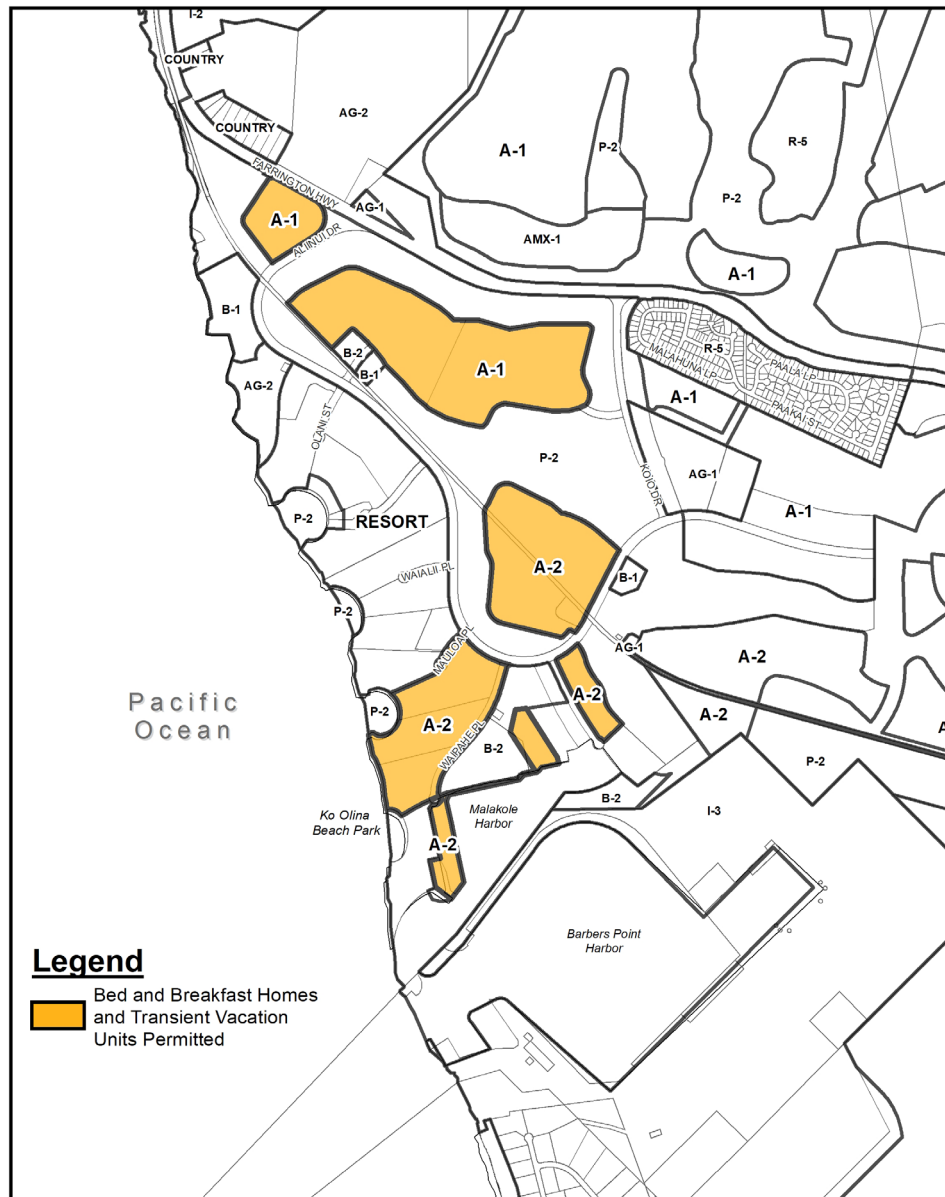 I-2
COUNTRY
COUNTRY
AG-2
A-1
P-2
R-5
P-2
FARRINGTON HWY
AG-1
A-1
ALIINUI DR
AMX-1
A-1
B-1
B-2
B-1
A-1
R-5
MALAHUNA LP
PAALA LP
PAAKAI ST
AG-2
OLANI ST
A-1
P-2
KOIO DR
AG-1
A-1
P-2
RESORT
A-2
WAIALII PL
B-1
P-2
MAULOA PL
AG-1
A-2
P-2
A-2
A-2
A-2
WAIPAHE PL
B-2
Pacific
Ocean
P-2
B-2
I-3
Ko Olina
Beach Park
Malakole
Harbor
A-2
Barbers Point
Harbor
Legend
Bed and Breakfast Homes
and Transient Vacation
Units Permitted